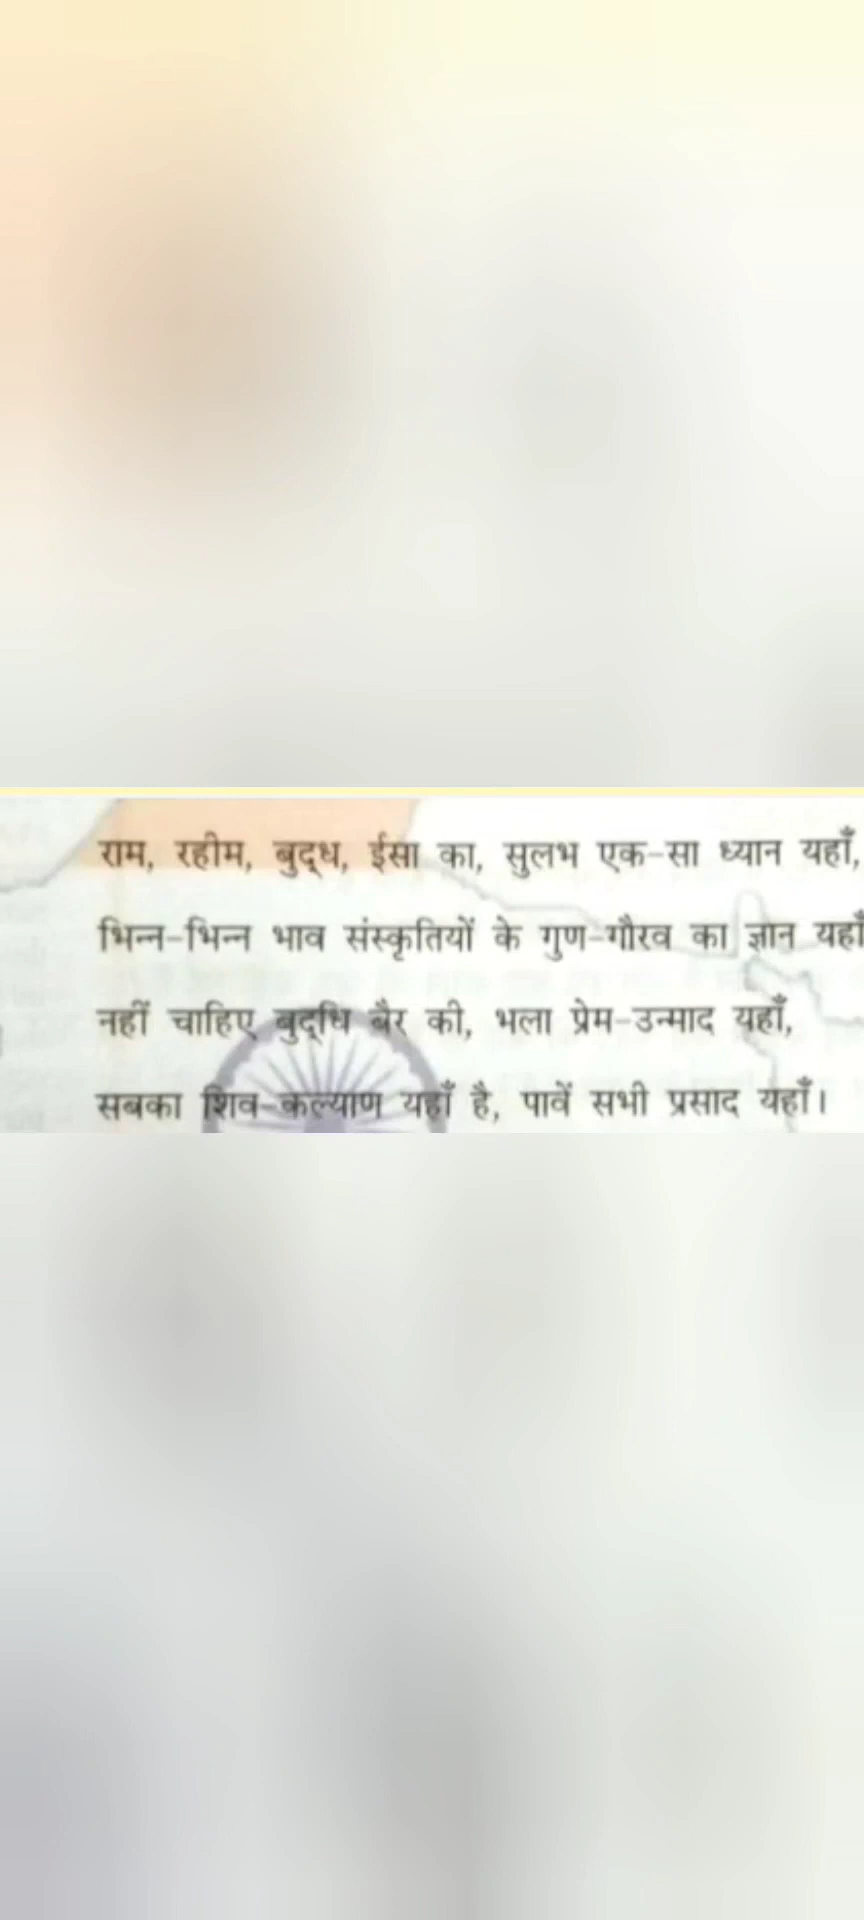 राम, रहीम, बुद्ध, ईसा का, सुलभ एक-सा ध्यान यहाँ,
भिन्न-भिन्न भाव संस्कृतियों के गुण-गौरव का ज्ञान यहाँ
नहीं चाहिए बुद्धि बैर की, भला प्रेम-उन्माद यहाँ,
सबका शिव-कल्याण यहाँ है, पावें सभी प्रसाद यहाँ।